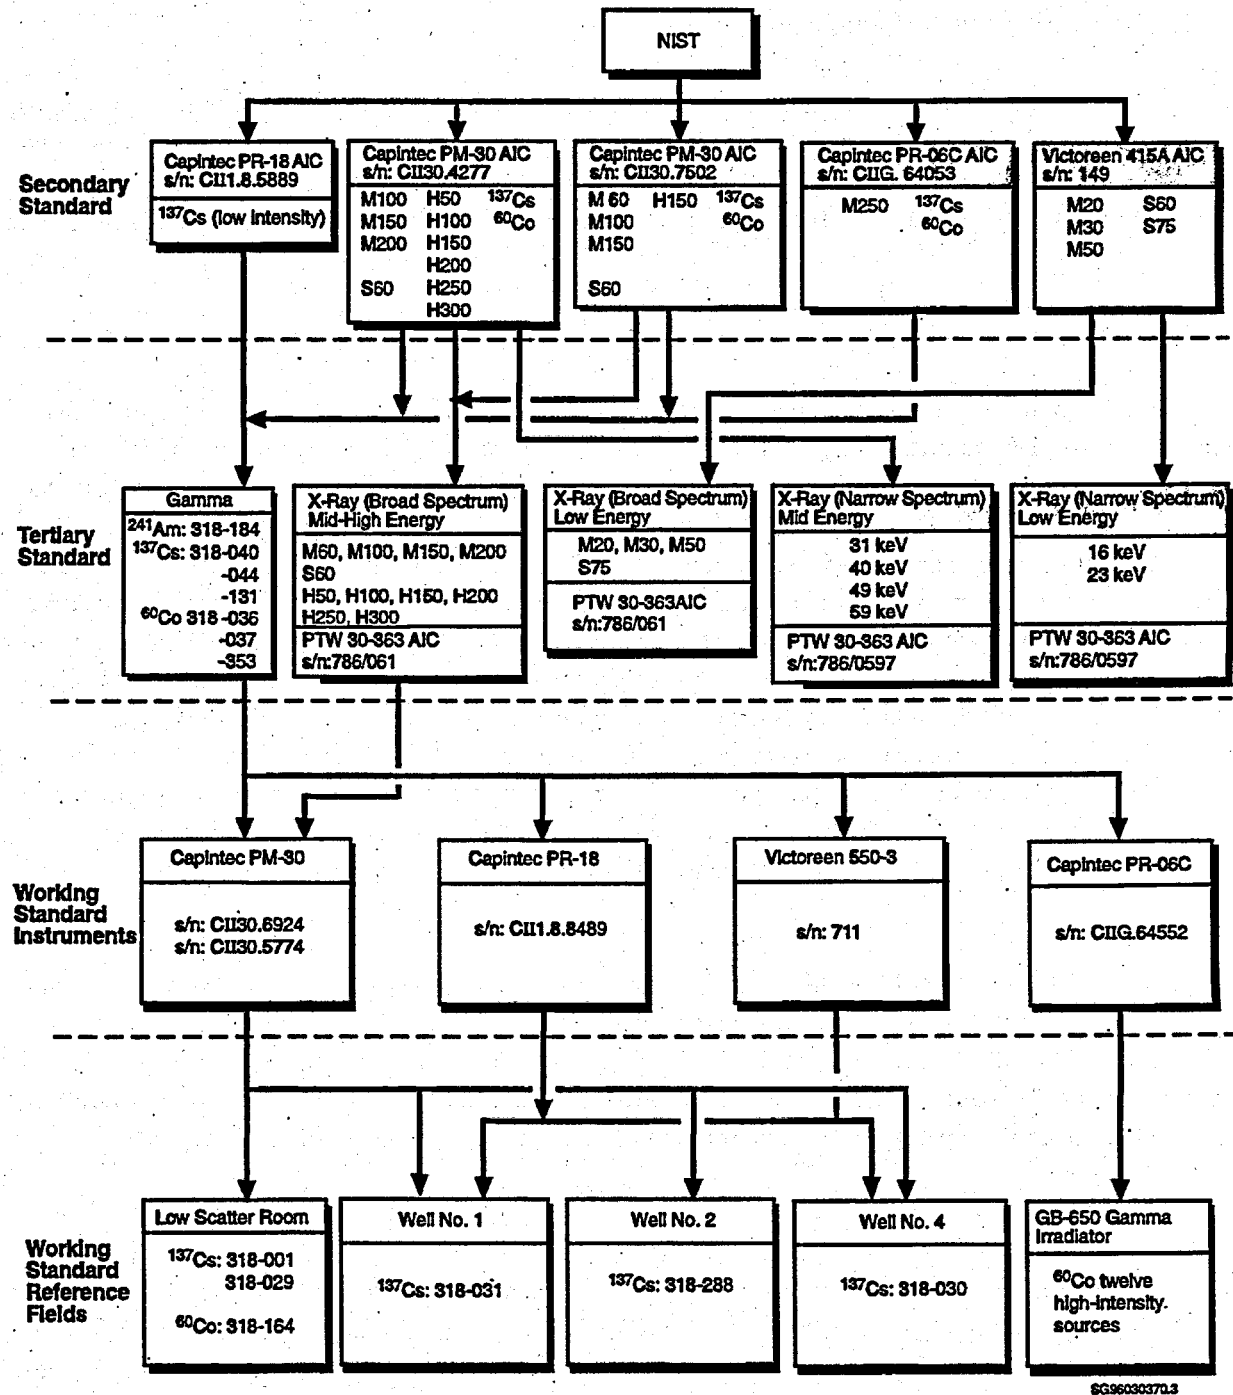 NIST
Secondary
Standard
Capintec PR-18 AIC
s/n: CII1.8.5889
137Cs (low intensity)
Capintec PM-30 AIC
s/n: CII30.4277
M100 H50 137Cs
M150 H100 60Co
M200 H150
H200
S60 H250
H300
Capintec PM-30 AIC
s/n: CII30.7502
M 60 H150 137Cs
M100 60Co
M150
S60
Capintec PR-06C AIC
s/n: CIIG. 64053
M250 137Cs
60Co
Victoreen 415A AIC
s/n: 149
M20 S60
M30 S75
M50
Tertiary
Standard
Gamma
241Am: 318-184
137Cs: 318-040
-044
-131
60Co 318 -036
-037
-353
X-Ray (Broad Spectrum)
Mid-High Energy
M60, M100, M150, M200
S60
H50, H100, H150, H200
H250, H300
PTW 30-363 AIC
s/n:786/061
X-Ray (Broad Spectrum)
Low Energy
M20, M30, M50
S75
PTW 30-363AIC
s/n:786/061
X-Ray (Narrow Spectrum)
Mid Energy
31 keV
40 keV
49 keV
59 keV
PTW 30-363 AIC
s/n:786/0597
X-Ray (Narrow Spectrum)
Low Energy
16 keV
23 keV
PTW 30-363 AIC
s/n:786/0597
Working
Standard
Instruments
Capintec PM-30
s/n: CII30.6924
s/n: CII30.5774
Capintec PR-18
s/n: CII1.8.8489
Victoreen 550-3
s/n: 711
Capintec PR-06C
s/n: CIIG.64552
Working
Standard
Reference
Fields
Low Scatter Room
137Cs: 318-001
318-029
60Co: 318-164
Well No. 1
137Cs: 318-031
Well No. 2
137Cs: 318-288
Well No. 4
137Cs: 318-030
GB-650 Gamma
Irradiator
60Co twelve
high-intensity
sources
SG96030370.3